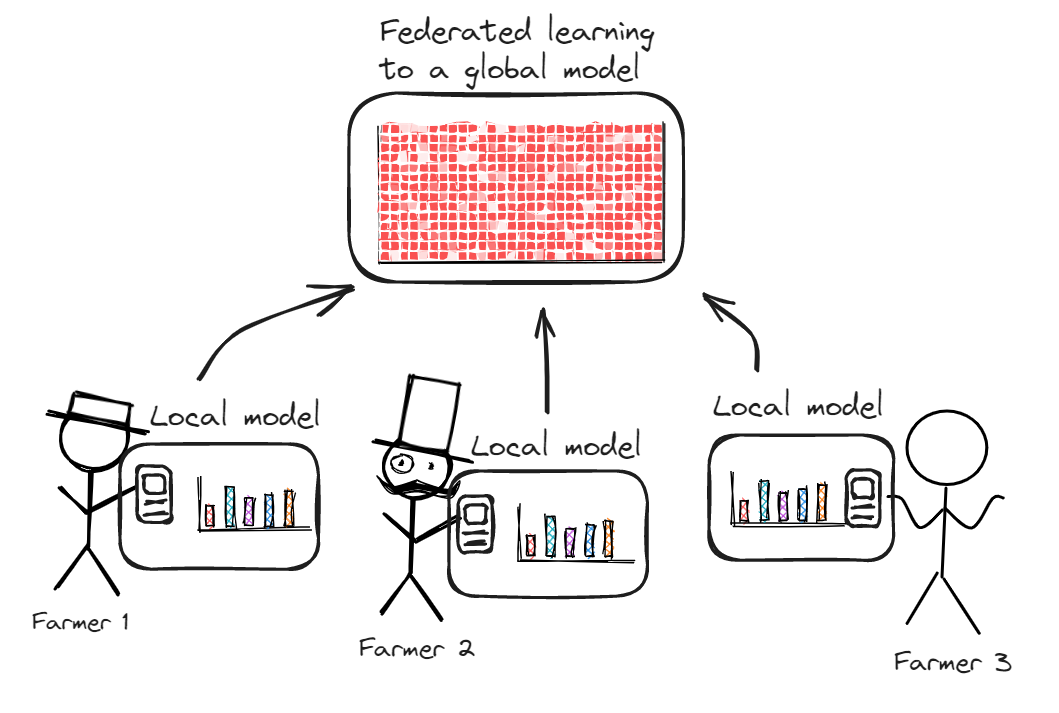 Federated learning
to a global model
Local model
Local model
Local model
Farmer 1
Farmer 2
Farmer 3